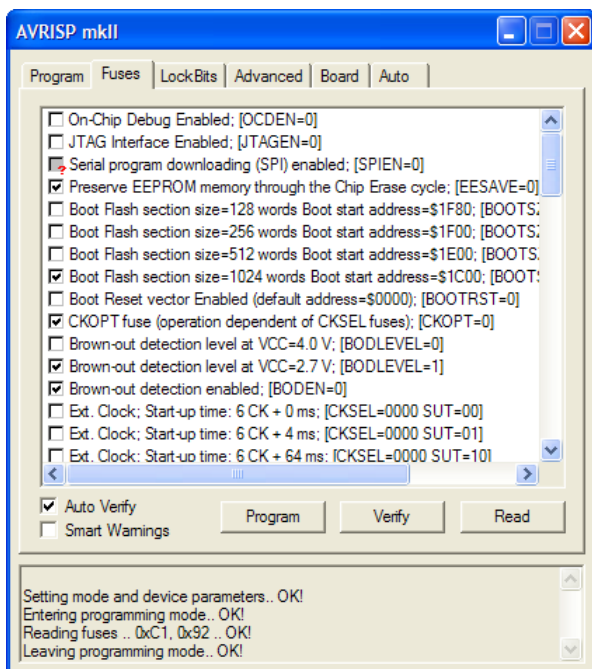 AVRISP mkII
Program Fuses LockBits Advanced Board Auto
On-Chip Debug Enabled; [OCDEN=0]
JTAG Interface Enabled; [JTAGEN=0]
Serial program downloading (SPI) enabled; [SPIEN=0]
Preserve EEPROM memory through the Chip Erase cycle; [EESAVE=0]
Boot Flash section size=128 words Boot start address=$1F80; [BOOTSZ
Boot Flash section size=256 words Boot start address=$1F00; [BOOTSZ
Boot Flash section size=512 words Boot start address=$1E00; [BOOTS
Boot Flash section size=1024 words Boot start address=$1C00; [BOOTS
Boot Reset vector Enabled (default address=$0000); [BOOTRST=0]
CKOPT fuse (operation dependent of CKSEL fuses); [CKOPT=0]
Brown-out detection level at VCC=4.0 V; [BODLEVEL=0]
Brown-out detection level at VCC=2.7 V; [BODLEVEL=1]
Brown-out detection enabled; [BODEN=0]
Ext. Clock; Start-up time: 6 CK + 0 ms; [CKSEL=0000 SUT=00]
Ext. Clock; Start-up time: 6 CK + 4 ms; [CKSEL=0000 SUT=01]
Ext. Clock; Start-up time: 6 CK + 64 ms; [CKSEL=0000 SUT=10]
Auto Verify
Smart Warnings
Program Verify Read
Setting mode and device parameters.. OK!
Entering programming mode.. OK!
Reading fuses .. 0xC1, 0x92 .. OK!
Leaving programming mode.. OK!